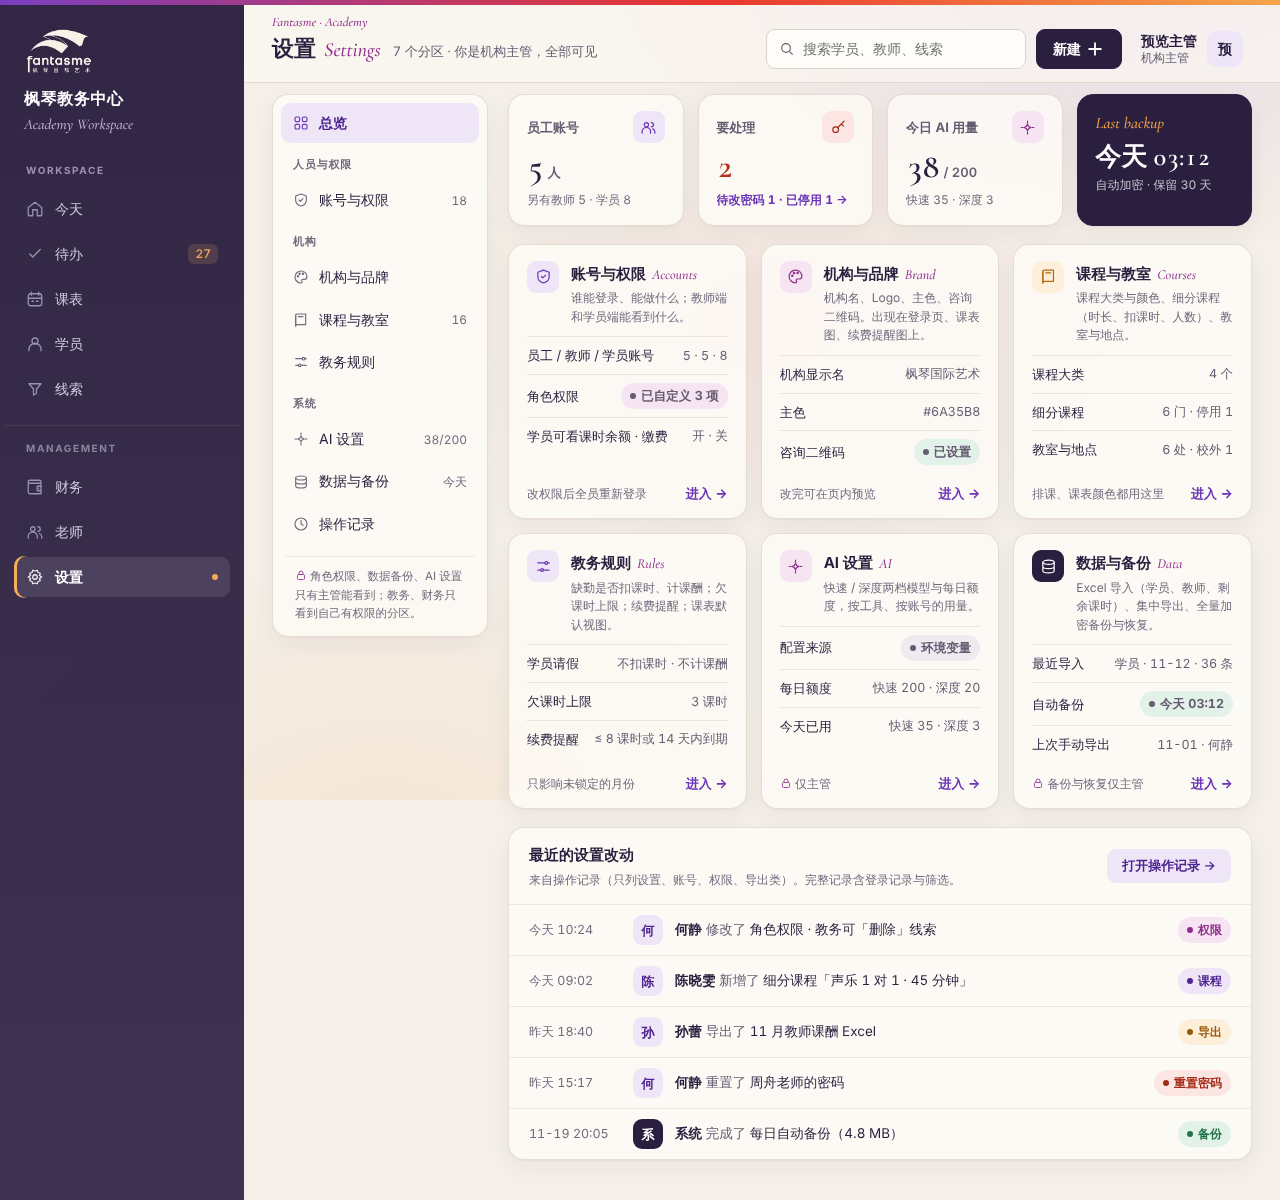 fantasme
枫琴国际艺术
枫琴教务中心
Academy Workspace
WORKSPACE
今天
待办 27
课表
学员
线索
MANAGEMENT
财务
老师
设置
Fantasme · Academy
设置 Settings 7 个分区 · 你是机构主管，全部可见
搜索学员、教师、线索
新建
预览主管
机构主管
预
总览
人员与权限
账号与权限 18
机构
机构与品牌
课程与教室 16
教务规则
系统
AI 设置 38/200
数据与备份 今天
操作记录
角色权限、数据备份、AI 设置
只有主管能看到；教务、财务只
看到自己有权限的分区。
员工账号
5 人
另有教师 5 · 学员 8
要处理
2
待改密码 1 · 已停用 1 →
今日 AI 用量
38 / 200
快速 35 · 深度 3
Last backup
今天 03:12
自动加密 · 保留 30 天
账号与权限 Accounts
谁能登录、能做什么；教师端
和学员端能看到什么。
员工 / 教师 / 学员账号 5 · 5 · 8
角色权限 已自定义 3 项
学员可看课时余额 · 缴费 开 · 关
改权限后全员重新登录 进入 →
机构与品牌 Brand
机构名、Logo、主色、咨询
二维码。出现在登录页、课表
图、续费提醒图上。
机构显示名 枫琴国际艺术
主色 #6A35B8
咨询二维码 已设置
改完可在页内预览 进入 →
课程与教室 Courses
课程大类与颜色、细分课程
（时长、扣课时、人数）、教
室与地点。
课程大类 4 个
细分课程 6 门 · 停用 1
教室与地点 6 处 · 校外 1
排课、课表颜色都用这里 进入 →
教务规则 Rules
缺勤是否扣课时、计课酬；欠
课时上限；续费提醒；课表默
认视图。
学员请假 不扣课时 · 不计课酬
欠课时上限 3 课时
续费提醒 ≤ 8 课时或 14 天内到期
只影响未锁定的月份 进入 →
AI 设置 AI
快速 / 深度两档模型与每日额
度，按工具、按账号的用量。
配置来源 环境变量
每日额度 快速 200 · 深度 20
今天已用 快速 35 · 深度 3
仅主管 进入 →
数据与备份 Data
Excel 导入（学员、教师、剩
余课时）、集中导出、全量加
密备份与恢复。
最近导入 学员 · 11-12 · 36 条
自动备份 今天 03:12
上次手动导出 11-01 · 何静
备份与恢复仅主管 进入 →
最近的设置改动
来自操作记录（只列设置、账号、权限、导出类）。完整记录含登录记录与筛选。
打开操作记录 →
今天 10:24 何 何静 修改了 角色权限 · 教务可「删除」线索 权限
今天 09:02 陈 陈晓雯 新增了 细分课程「声乐 1 对 1 · 45 分钟」 课程
昨天 18:40 孙 孙蕾 导出了 11 月教师课酬 Excel 导出
昨天 15:17 何 何静 重置了 周舟老师的密码 重置密码
11-19 20:05 系 系统 完成了 每日自动备份（4.8 MB） 备份